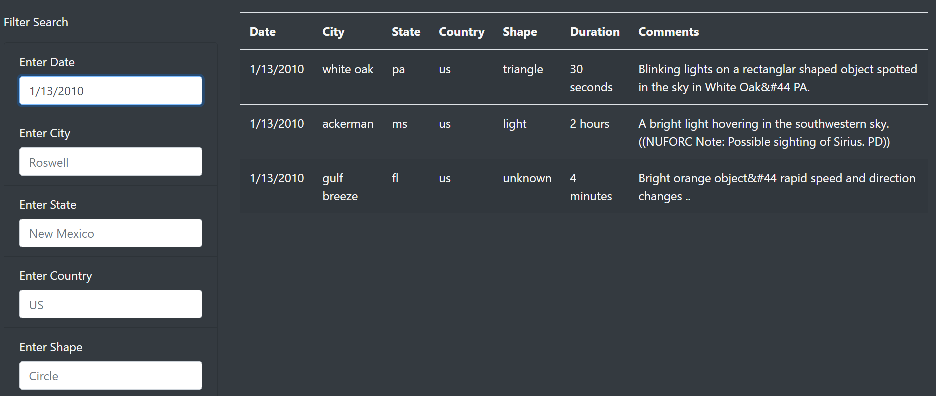 Filter Search
Enter Date
1/13/2010
Enter City
Roswell
Enter State
New Mexico
Enter Country
US
Enter Shape
Circle
Date City State Country Shape Duration Comments
1/13/2010 white oak pa us triangle 30 Blinking lights on a rectanglar shaped object spotted
seconds in the sky in White Oak&#44 PA.
1/13/2010 ackerman ms us light 2 hours A bright light hovering in the southwestern sky.
((NUFORC Note: Possible sighting of Sirius. PD))
1/13/2010 gulf fl us unknown 4 Bright orange object&#44 rapid speed and direction
breeze minutes changes ..